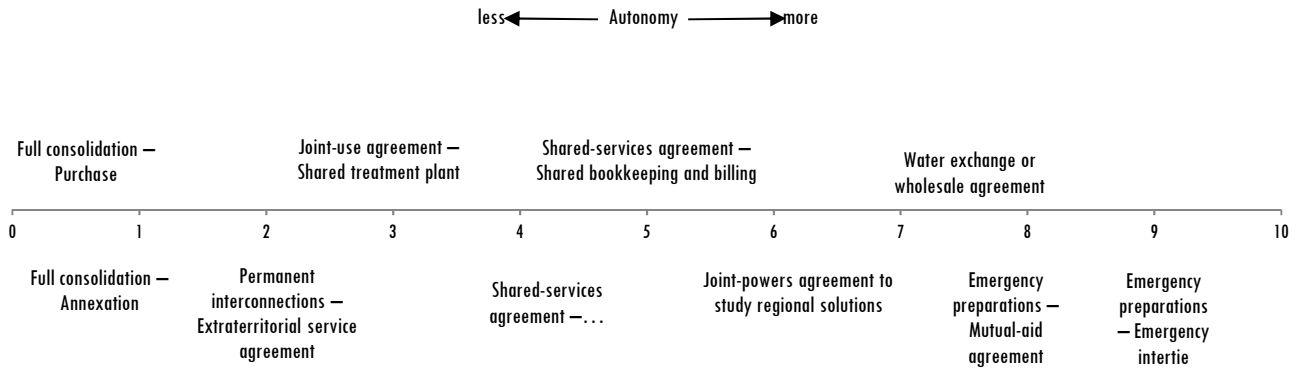 less Autonomy more
Full consolidation –
Purchase
Joint-use agreement –
Shared treatment plant
Shared-services agreement –
Shared bookkeeping and billing
Water exchange or
wholesale agreement
0 1 2 3 4 5 6 7 8 9 10
Full consolidation –
Annexation
Permanent
interconnections –
Extraterritorial service
agreement
Shared-services
agreement –…
Joint-powers agreement to
study regional solutions
Emergency
preparations –
Mutual-aid
agreement
Emergency
preparations
– Emergency
intertie